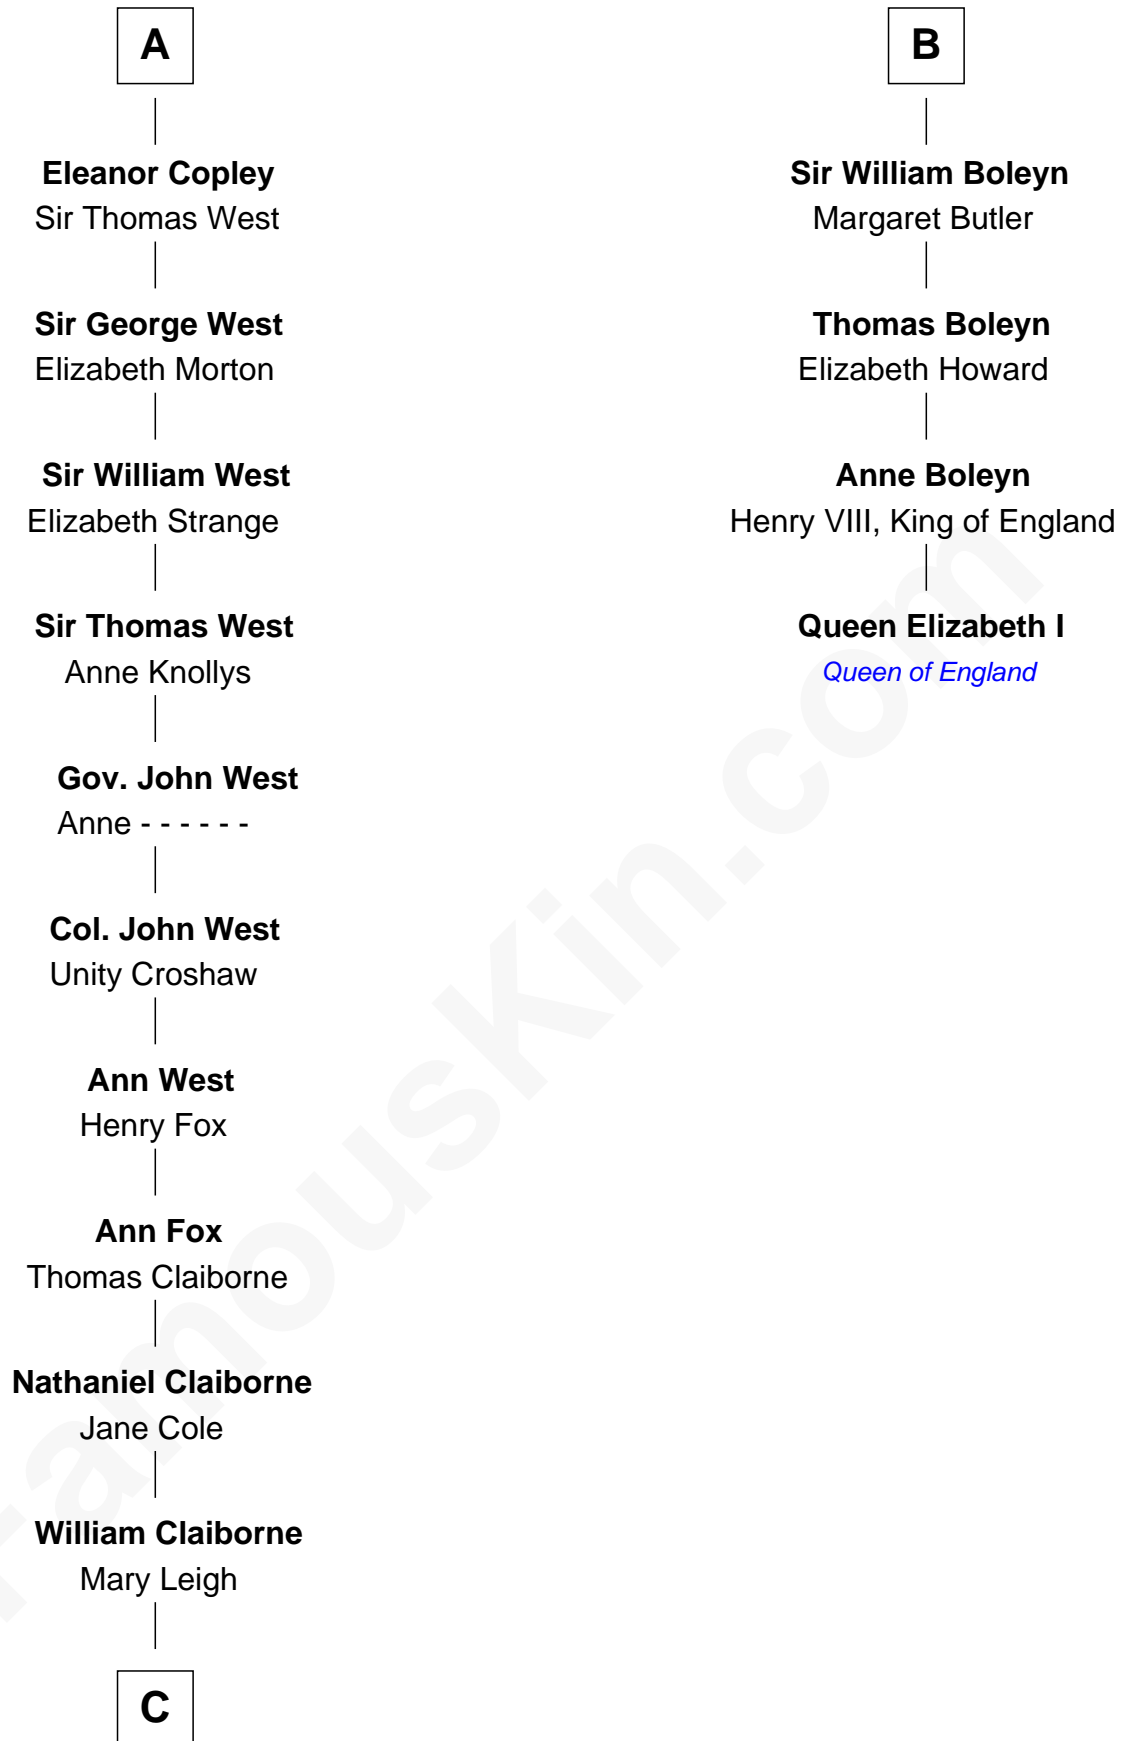 A
Eleanor Copley
Sir Thomas West
Sir George West
Elizabeth Morton
Sir William West
Elizabeth Strange
Sir Thomas West
Anne Knollys
Gov. John West
Anne - - - - - -
Col. John West
Unity Croshaw
Ann West
Henry Fox
Ann Fox
Thomas Claiborne
Nathaniel Claiborne
Jane Cole
William Claiborne
Mary Leigh
C
B
Sir William Boleyn
Margaret Butler
Thomas Boleyn
Elizabeth Howard
Anne Boleyn
Henry VIII, King of England
Queen Elizabeth I
Queen of England
FamousKin.com